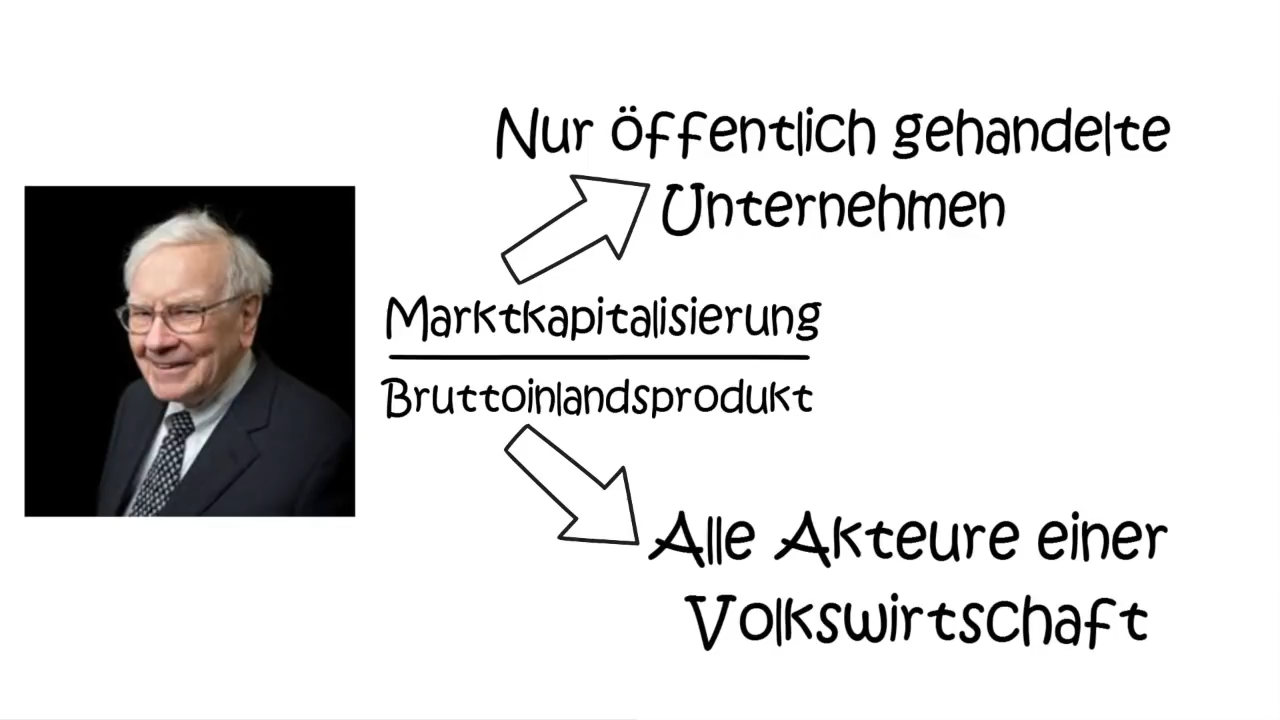 Nur öffentlich gehandelte
Unternehmen
Marktkapitalisierung
Bruttoinlandsprodukt
Alle Akteure einer
Volkswirtschaft